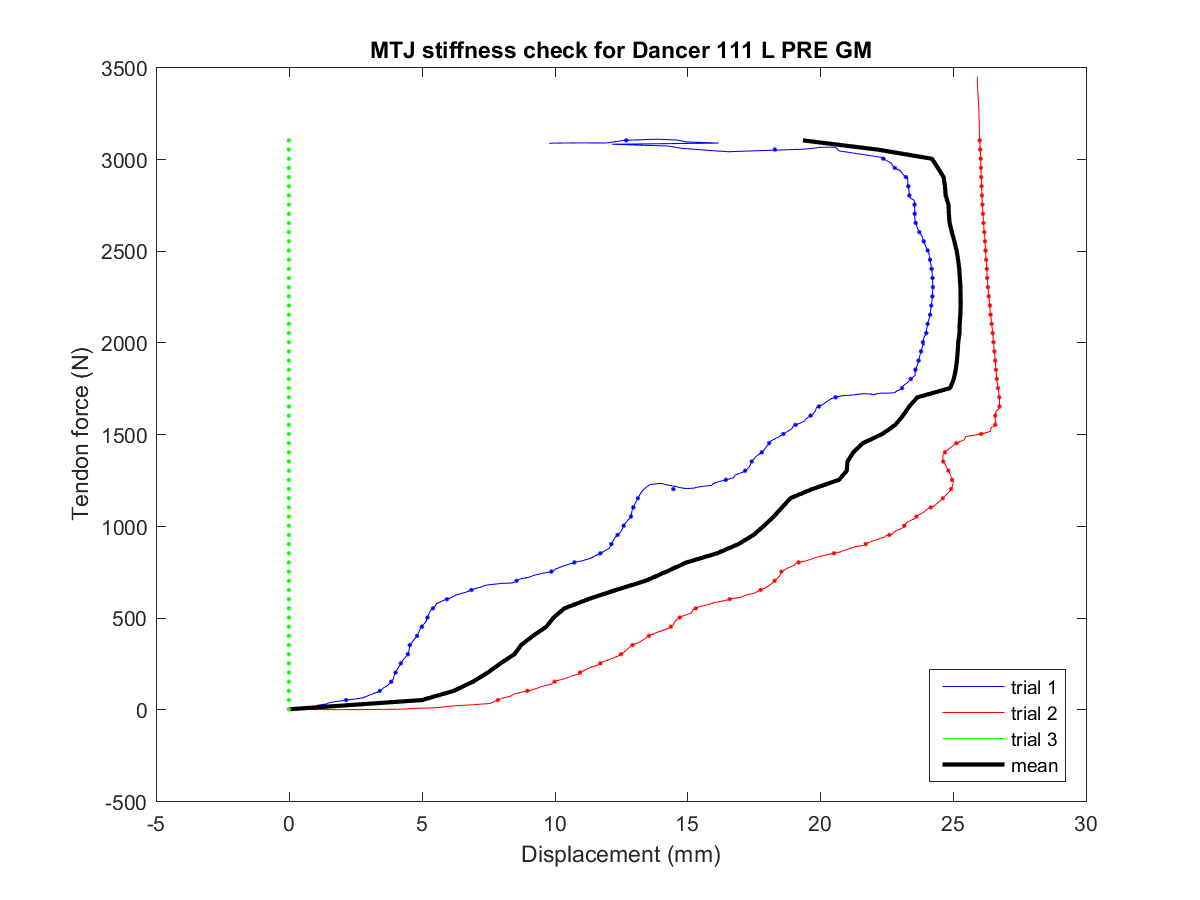 MTJ stiffness check for Dancer 111 L PRE GM
3500
3000
2500
2000
1500
1000
500
0
-500
Tendon force (N)
-5 0 5 10 15 20 25 30
Displacement (mm)
trial 1
trial 2
trial 3
mean